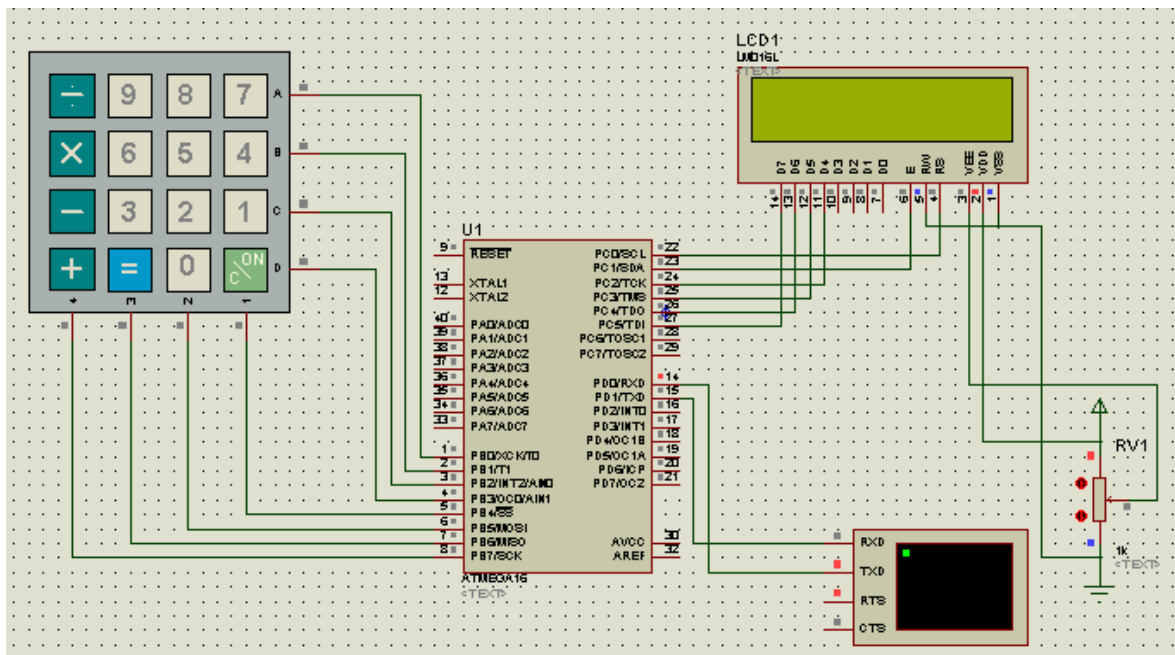 LCD1
LM016L
<TEXT>
÷ 9 8 7 A
× 6 5 4 B
− 3 2 1 C
+ = 0 ON/C D
4 3 2 1
D7 D6 D5 D4 D3 D2 D1 D0 E RW RS VEE VDD VSS
14 13 12 11 10 9 8 7 6 5 4 3 2 1
U1
9 RESET PC0/SCL 22
PC1/SDA 23
13 XTAL1 PC2/TCK 24
12 XTAL2 PC3/TMS 25
PC4/TDO 26
40 PA0/ADC0 PC5/TDI 27
39 PA1/ADC1 PC6/TOSC1 28
38 PA2/ADC2 PC7/TOSC2 29
37 PA3/ADC3
36 PA4/ADC4 PD0/RXD 14
35 PA5/ADC5 PD1/TXD 15
34 PA6/ADC6 PD2/INT0 16
33 PA7/ADC7 PD3/INT1 17
PD4/OC1B 18
1 PB0/XCK/T0 PD5/OC1A 19
2 PB1/T1 PD6/ICP 20
3 PB2/INT2/AIN0 PD7/OC2 21
4 PB3/OC0/AIN1
5 PB4/SS
6 PB5/MOSI
7 PB6/MISO AVCC 30
8 PB7/SCK AREF 32
ATMEGA16
<TEXT>
RV1
1k
<TEXT>
RXD
TXD
RTS
CTS